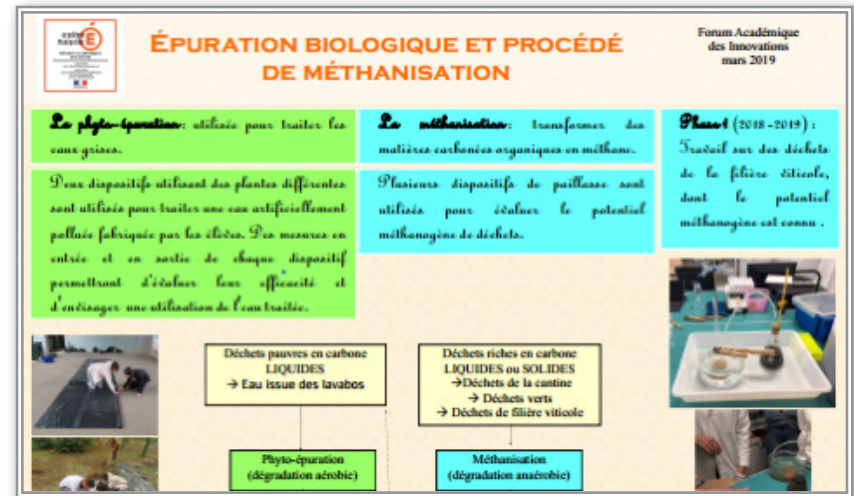 ÉPURATION BIOLOGIQUE ET PROCÉDÉ
DE MÉTHANISATION
Forum Académique
des Innovations
mars 2019
La phyto-épuration : utilisée pour traiter les
eaux grises.
Deux dispositifs utilisant des plantes différentes
sont utilisés pour traiter une eau artificiellement
polluée fabriquée par les élèves. Des mesures en
entrée et en sortie de chaque dispositif
permettront d'évaluer leur efficacité et
d'envisager une utilisation de l'eau traitée.
La méthanisation : transformer des
matières carbonées organiques en méthane.
Plusieurs dispositifs de paillasse sont
utilisés pour évaluer le potentiel
méthanogène de déchets.
Phase 1 (2018 -2019) :
Travail sur des déchets
de la filière viticole,
dont le potentiel
méthanogène est connu .
Déchets pauvres en carbone
LIQUIDES
→ Eau issue des lavabos
Déchets riches en carbone
LIQUIDES ou SOLIDES
→Déchets de la cantine
→ Déchets verts
→ Déchets de filière viticole
Phyto-épuration
(dégradation aérobie)
Méthanisation
(dégradation anaérobie)